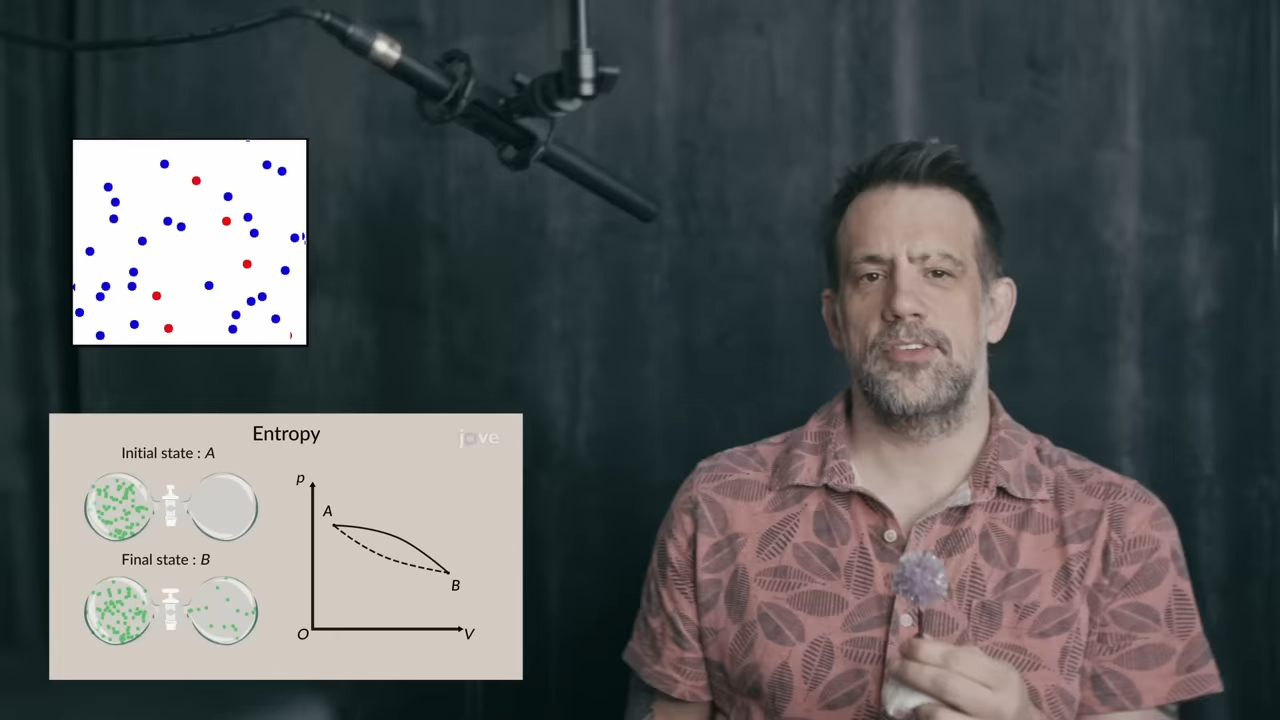 Entropy
jove
Initial state : A
Final state : B
p
A
B
O
V